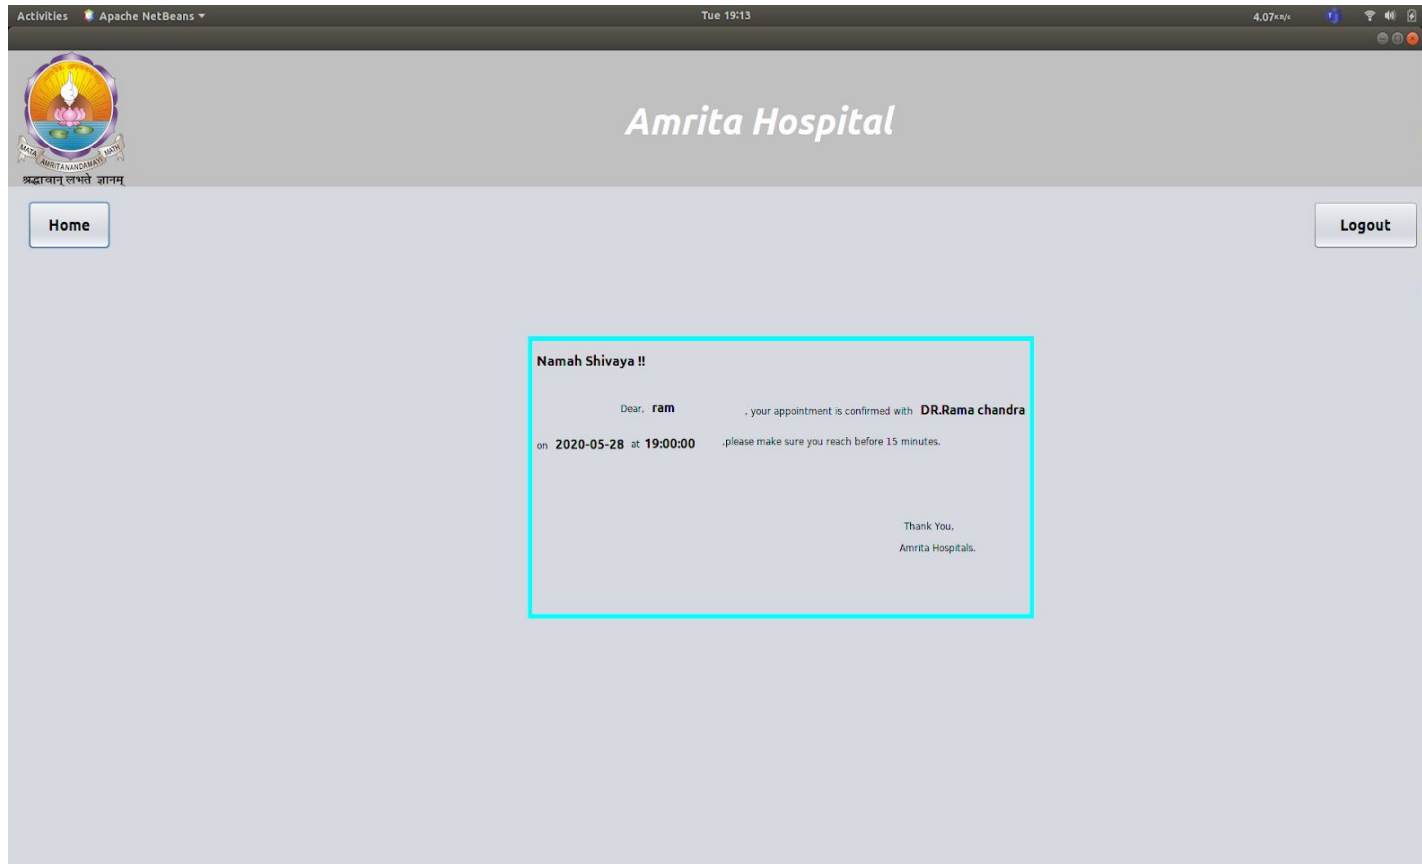 Activities Apache NetBeans Tue 19:13 4.07KB/s
Amrita Hospital
MATA AMRITANANDAMAYI MATH
श्रद्धावान् लभते ज्ञानम्
Home Logout
Namah Shivaya !!
Dear, ram , your appointment is confirmed with DR.Rama chandra
on 2020-05-28 at 19:00:00 ,please make sure you reach before 15 minutes.
Thank You,
Amrita Hospitals.